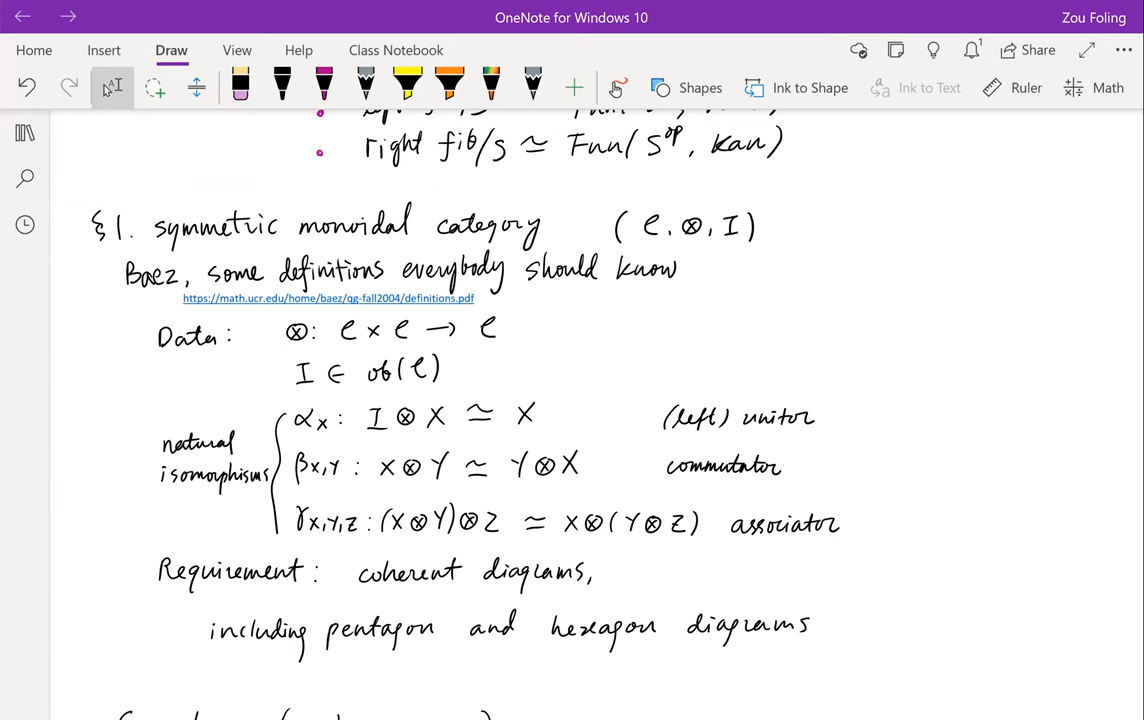 OneNote for Windows 10
Zou Foling
Home Insert Draw View Help Class Notebook 1 Share
Shapes Ink to Shape Ink to Text Ruler Math
right fib/S ≃ Fun(S^op, Kan)
§1. symmetric monoidal category (C, ⊗, I)
Baez, some definitions everybody should know
https://math.ucr.edu/home/baez/qg-fall2004/definitions.pdf
Data: ⊗: C × C → C
I ∈ ob(C)
natural isomorphisms
α_X: I ⊗ X ≃ X (left) unitor
β_X,Y: X ⊗ Y ≃ Y ⊗ X commutator
γ_X,Y,Z: (X ⊗ Y) ⊗ Z ≃ X ⊗ (Y ⊗ Z) associator
Requirement: coherent diagrams,
including pentagon and hexagon diagrams